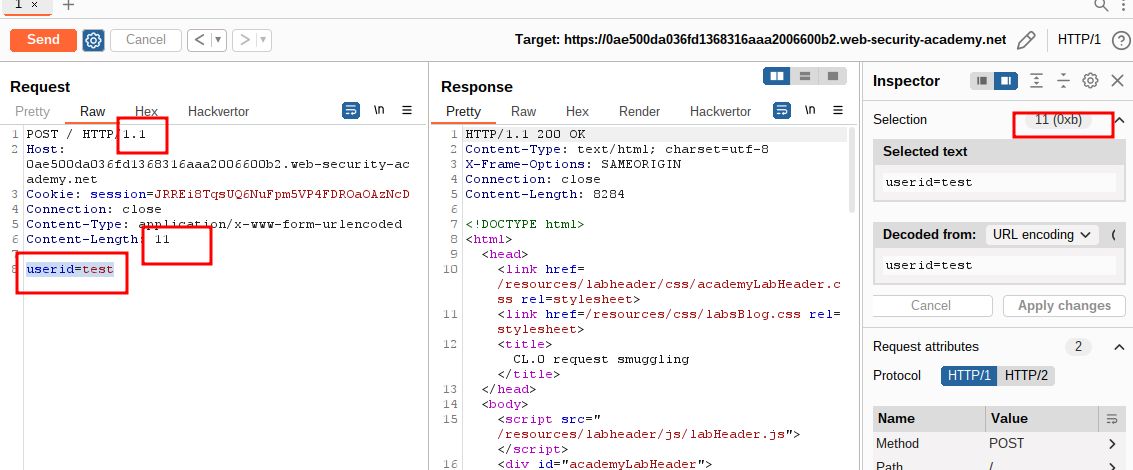 1 × +
Send Cancel < > Target: https://0ae500da036fd1368316aaa2006600b2.web-security-academy.net HTTP/1
Request
Pretty Raw Hex Hackvertor \n
1 POST / HTTP/1.1
2 Host:
0ae500da036fd1368316aaa2006600b2.web-security-ac
ademy.net
3 Cookie: session=JRREi8TqsUQ6NuFpm5VP4FDROaOAzNcD
4 Connection: close
5 Content-Type: application/x-www-form-urlencoded
6 Content-Length: 11
7
8 userid=test
Response
Pretty Raw Hex Render Hackvertor \n
1 HTTP/1.1 200 OK
2 Content-Type: text/html; charset=utf-8
3 X-Frame-Options: SAMEORIGIN
4 Connection: close
5 Content-Length: 8284
6
7 <!DOCTYPE html>
8 <html>
9 <head>
10 <link href=
/resources/labheader/css/academyLabHeader.c
ss rel=stylesheet>
11 <link href=/resources/css/labsBlog.css rel=
stylesheet>
12 <title>
CL.0 request smuggling
</title>
13 </head>
14 <body>
15 <script src="
/resources/labheader/js/labHeader.js">
</script>
16 <div id="academyLabHeader">
Inspector
Selection 11 (0xb)
Selected text
userid=test
Decoded from: URL encoding
userid=test
Cancel Apply changes
Request attributes 2
Protocol HTTP/1 HTTP/2
Name Value
Method POST
Path /